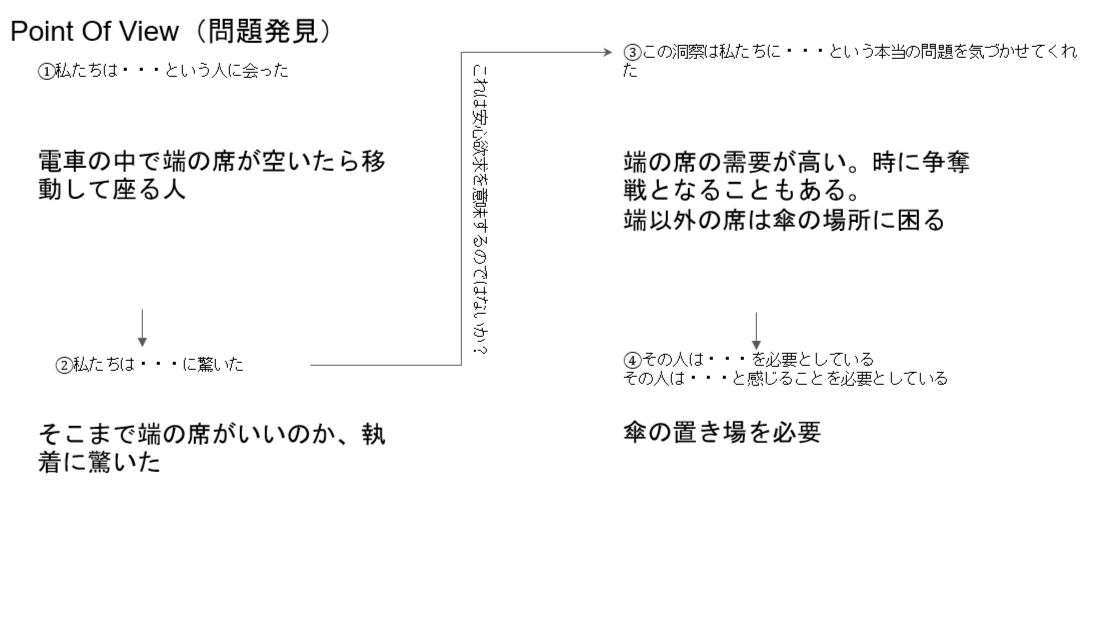 Point Of View（問題発見）
①私たちは・・・という人に会った
電車の中で端の席が空いたら移
動して座る人
②私たちは・・・に驚いた
そこまで端の席がいいのか、執
着に驚いた
これは安心欲求を意味するのではないか？
③この洞察は私たちに・・・という本当の問題を気づかせてくれ
た
端の席の需要が高い。時に争奪
戦となることもある。
端以外の席は傘の場所に困る
④その人は・・・を必要としている
その人は・・・と感じることを必要としている
傘の置き場を必要